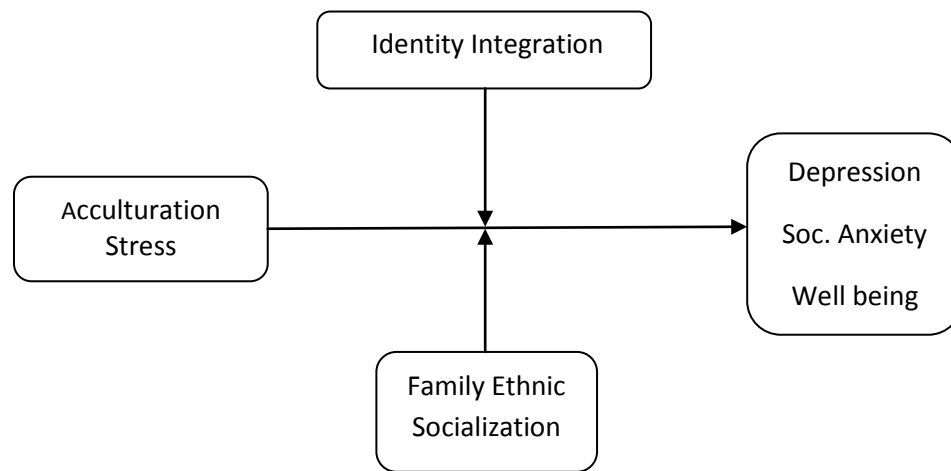 Identity Integration
Acculturation
Stress
Depression
Soc. Anxiety
Well being
Family Ethnic
Socialization